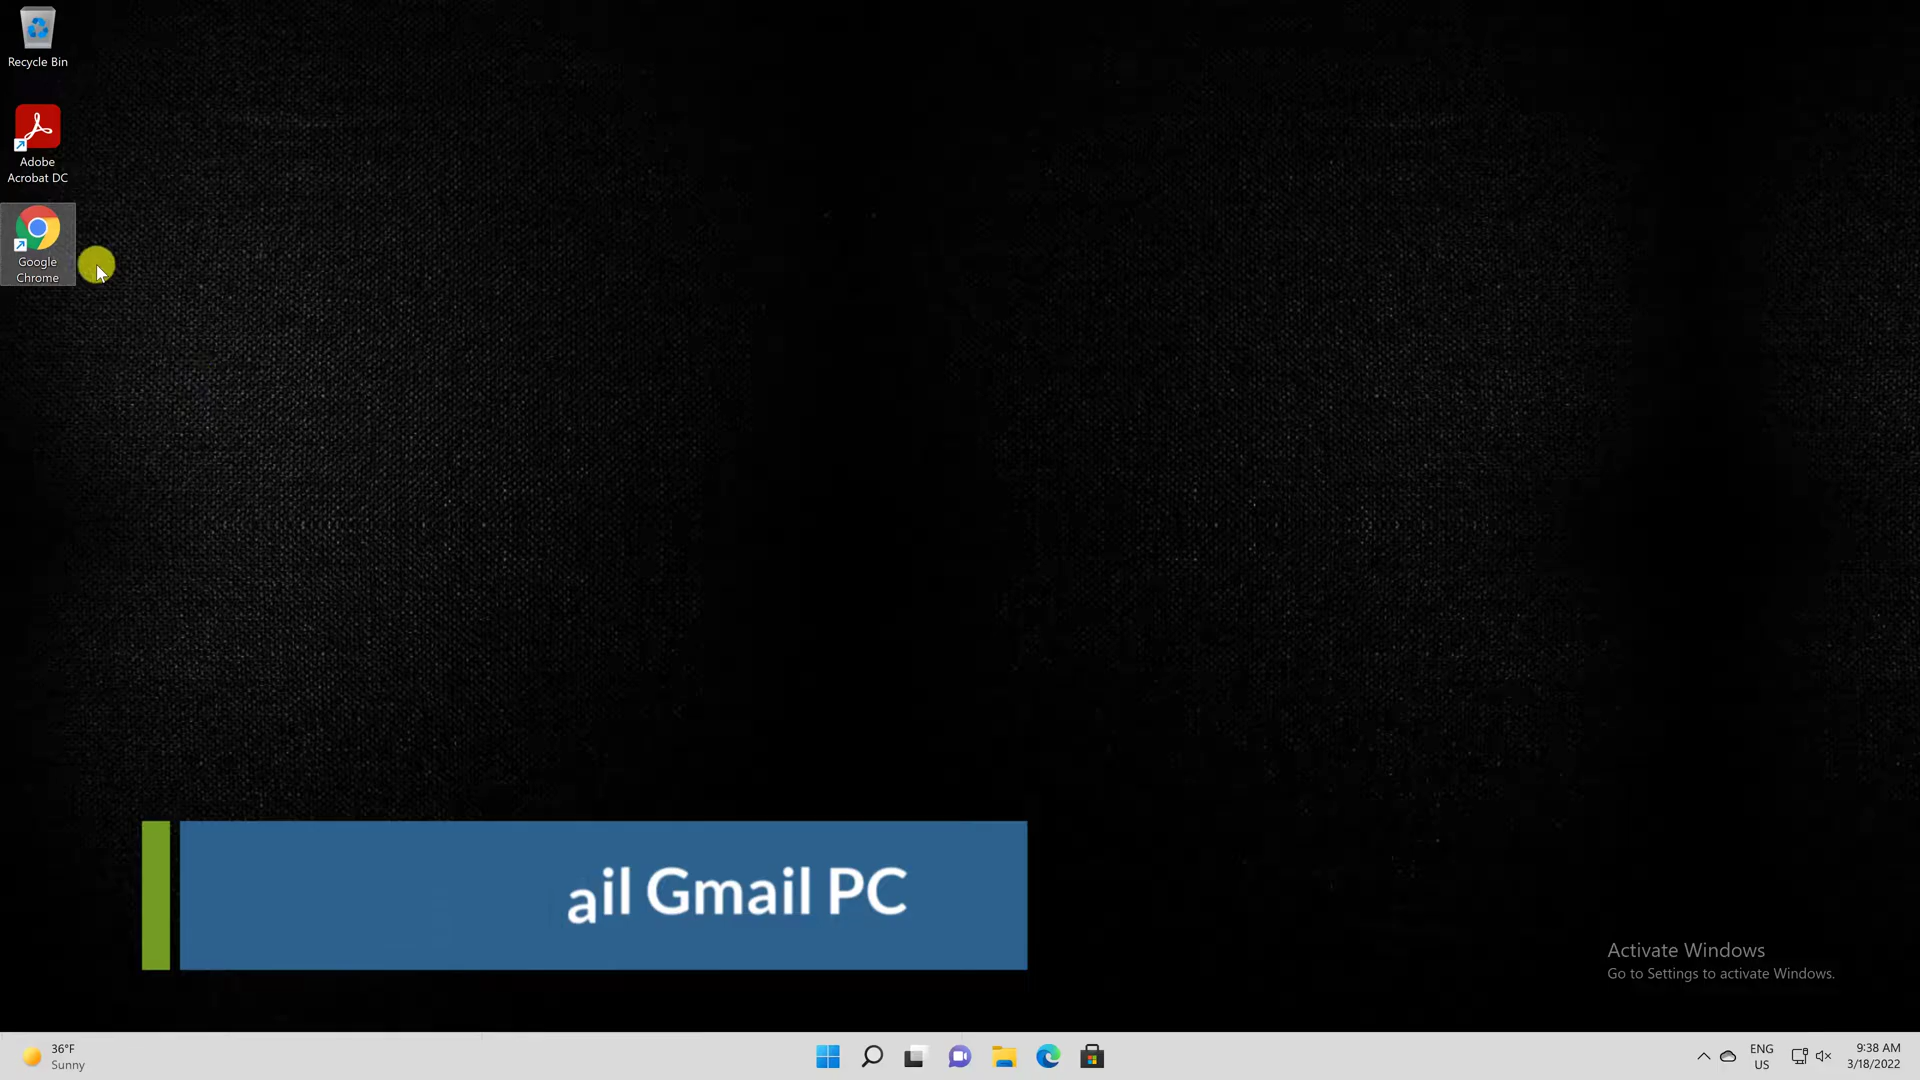 Recycle Bin
Adobe
Acrobat DC
Google
Chrome
ail Gmail PC
Activate Windows
Go to Settings to activate Windows.
36°F
Sunny
ENG
US
9:38 AM
3/18/2022